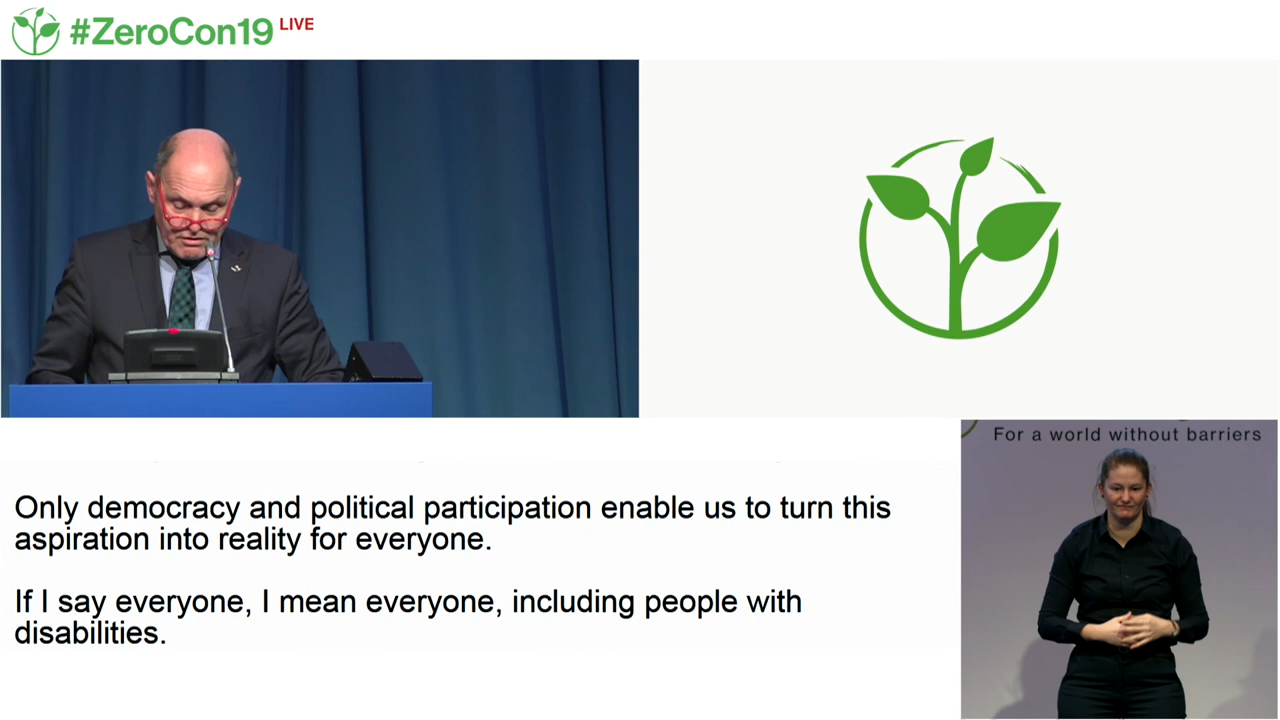 #ZeroCon19 LIVE
For a world without barriers
Only democracy and political participation enable us to turn this
aspiration into reality for everyone.
If I say everyone, I mean everyone, including people with
disabilities.